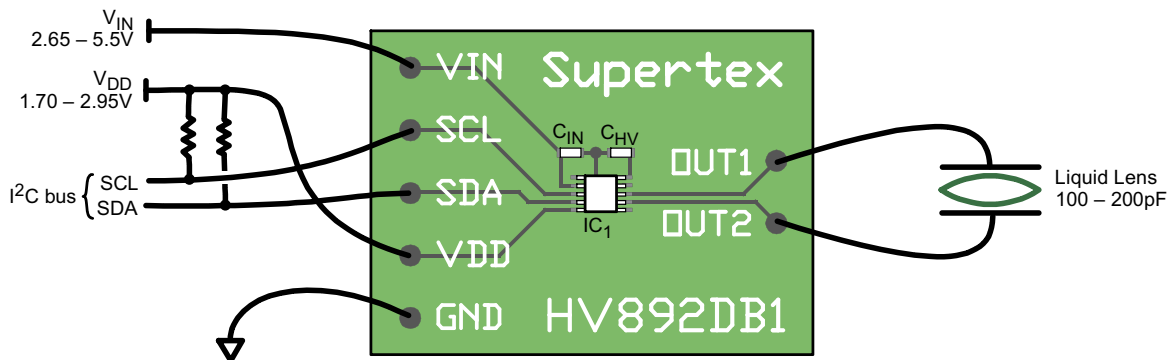 V_IN
2.65 – 5.5V
V_DD
1.70 – 2.95V
I²C bus
SCL
SDA
VIN
SCL
SDA
VDD
GND
Supertex
C_IN
C_HV
IC₁
OUT1
OUT2
HV892DB1
Liquid Lens
100 – 200pF